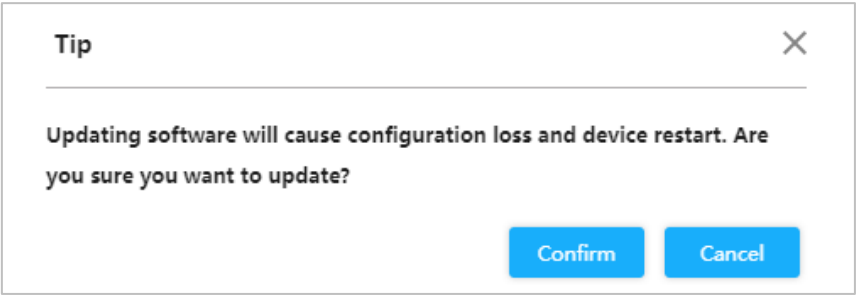 Tip
Updating software will cause configuration loss and device restart. Are
you sure you want to update?
Confirm Cancel